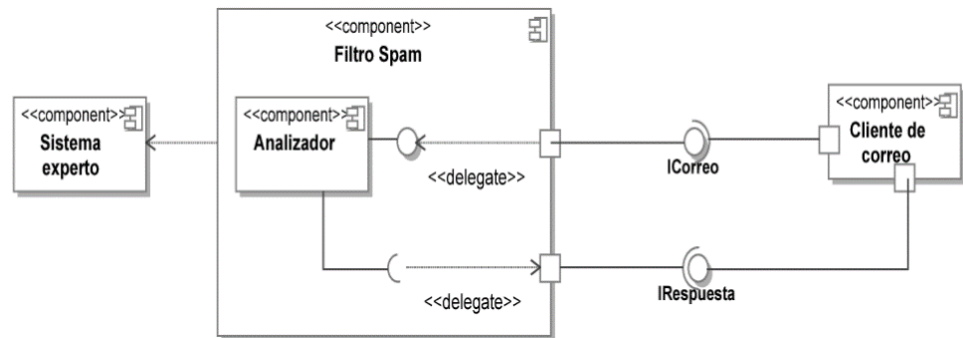 <<component>>
Filtro Spam
<<component>>
Sistema
experto
<<component>>
Analizador
<<delegate>>
<<delegate>>
ICorreo
IRespuesta
<<component>>
Cliente de
correo